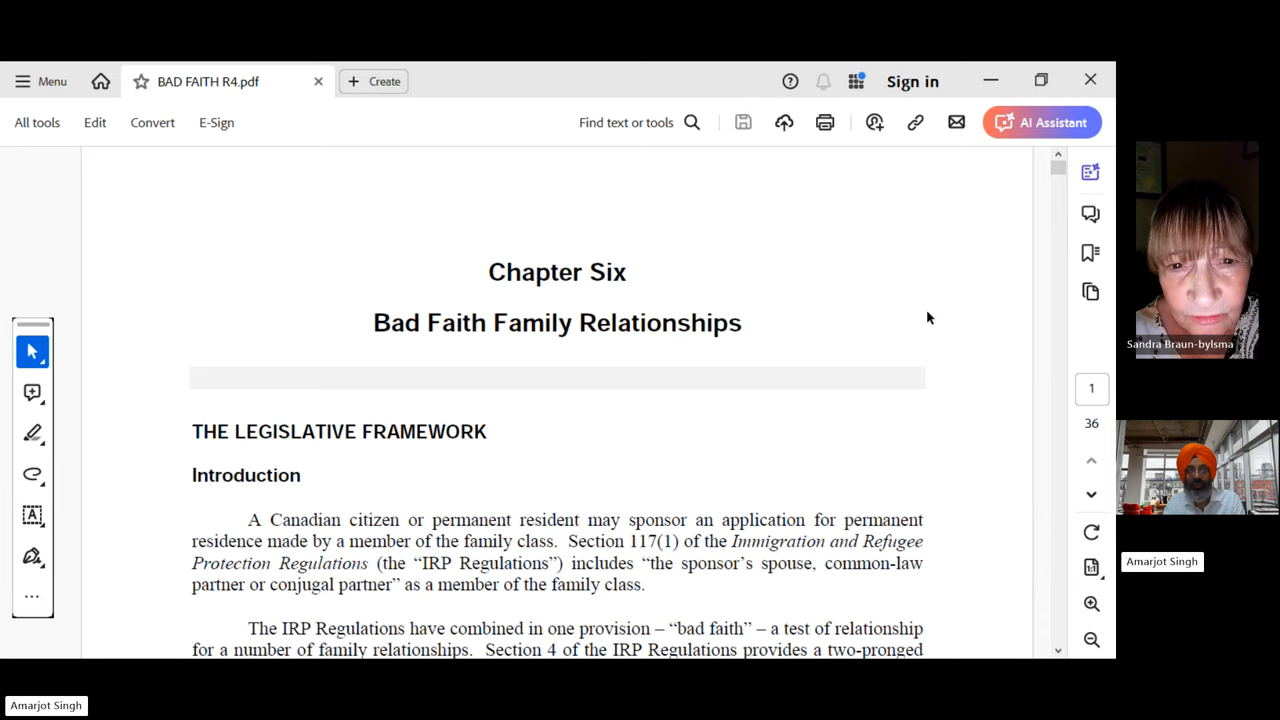 Menu
BAD FAITH R4.pdf
Create
Sign in
All tools
Edit
Convert
E-Sign
Find text or tools
AI Assistant
Chapter Six
Bad Faith Family Relationships
THE LEGISLATIVE FRAMEWORK
Introduction
A Canadian citizen or permanent resident may sponsor an application for permanent
residence made by a member of the family class. Section 117(1) of the Immigration and Refugee
Protection Regulations (the “IRP Regulations”) includes “the sponsor’s spouse, common-law
partner or conjugal partner” as a member of the family class.
The IRP Regulations have combined in one provision – “bad faith” – a test of relationship
for a number of family relationships. Section 4 of the IRP Regulations provides a two-pronged
1
36
Sandra Braun-bylsma
Amarjot Singh
Amarjot Singh